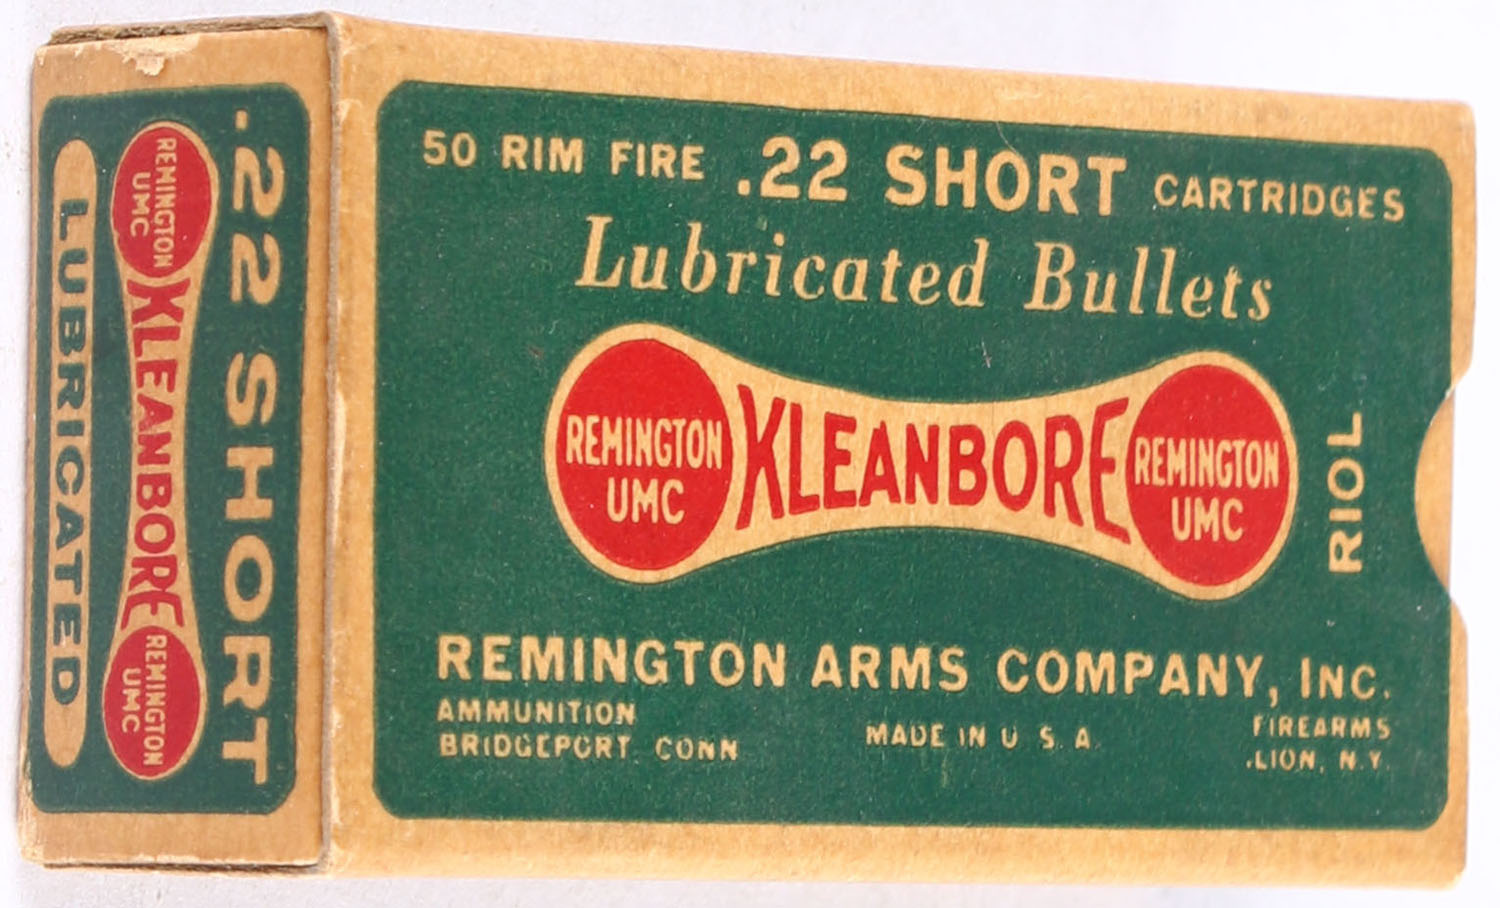 .22 SHORT
REMINGTON
UMC
KLEANBORE
REMINGTON
UMC
LUBRICATED
50 RIM FIRE .22 SHORT CARTRIDGES
Lubricated Bullets
REMINGTON
UMC
KLEANBORE
REMINGTON
UMC
RIOL
REMINGTON ARMS COMPANY, INC.
AMMUNITION
BRIDGEPORT. CONN
MADE IN U. S. A.
FIREARMS
ILION, N.Y.